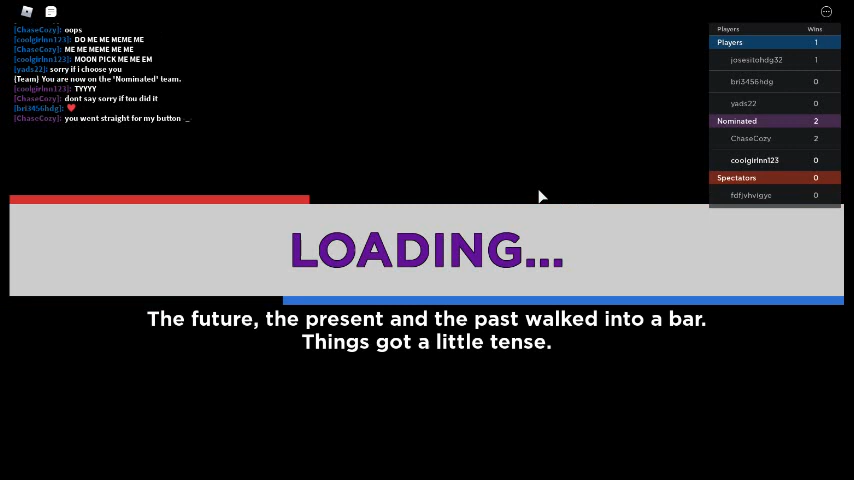 [ChaseCozy]: oops
[coolgirlnn123]: DO ME ME MEME ME
[ChaseCozy]: ME ME MEME ME ME
[coolgirlnn123]: MOON PICK ME ME EM
[yads22]: sorry if i choose you
{Team} You are now on the 'Nominated' team.
[coolgirlnn123]: TYYYY
[ChaseCozy]: dont say sorry if tou did it
[bri3456hdg]: ❤️
[ChaseCozy]: you went straight for my button _
Players Wins
Players 1
josesitohdg32 1
bri3456hdg 0
yads22 0
Nominated 2
ChaseCozy 2
coolgirlnn123 0
Spectators 0
fdfjvhvigyc 0
LOADING...
The future, the present and the past walked into a bar.
Things got a little tense.